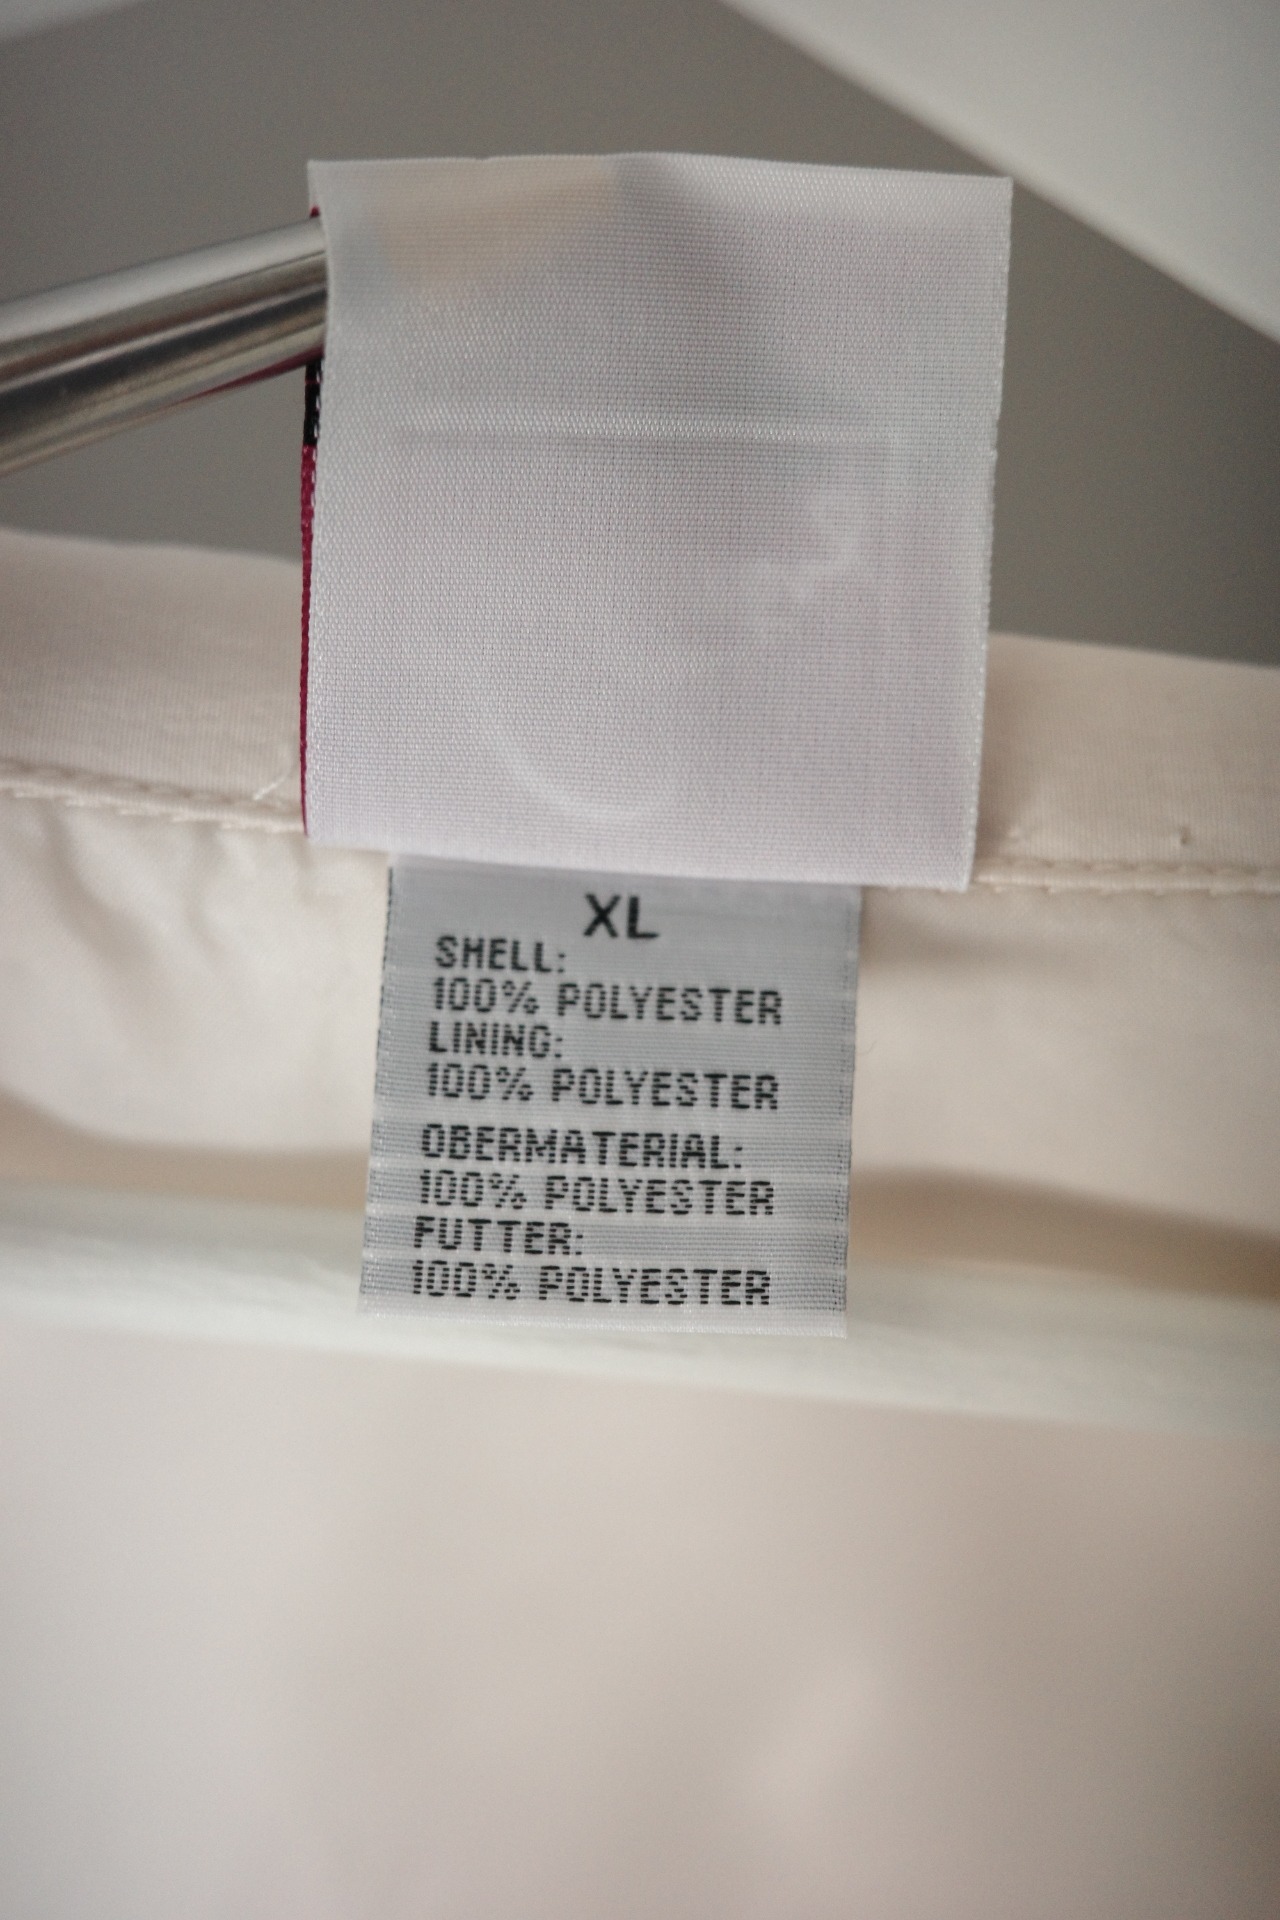 XL
SHELL:
100% POLYESTER
LINING:
100% POLYESTER
OBERMATERIAL:
100% POLYESTER
FUTTER:
100% POLYESTER